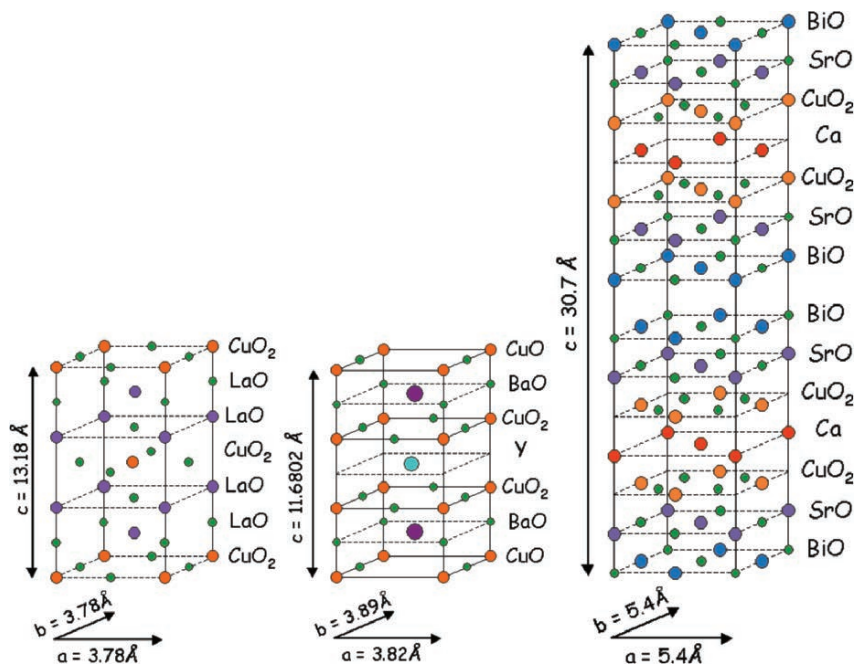 CuO₂
LaO
LaO
CuO₂
LaO
LaO
CuO₂
c = 13.18 Å
b = 3.78Å
a = 3.78Å
CuO
BaO
CuO₂
Y
CuO₂
BaO
CuO
c = 11.6802 Å
b = 3.89Å
a = 3.82Å
BiO
SrO
CuO₂
Ca
CuO₂
SrO
BiO
BiO
SrO
CuO₂
Ca
CuO₂
SrO
BiO
c = 30.7 Å
b = 5.4Å
a = 5.4Å